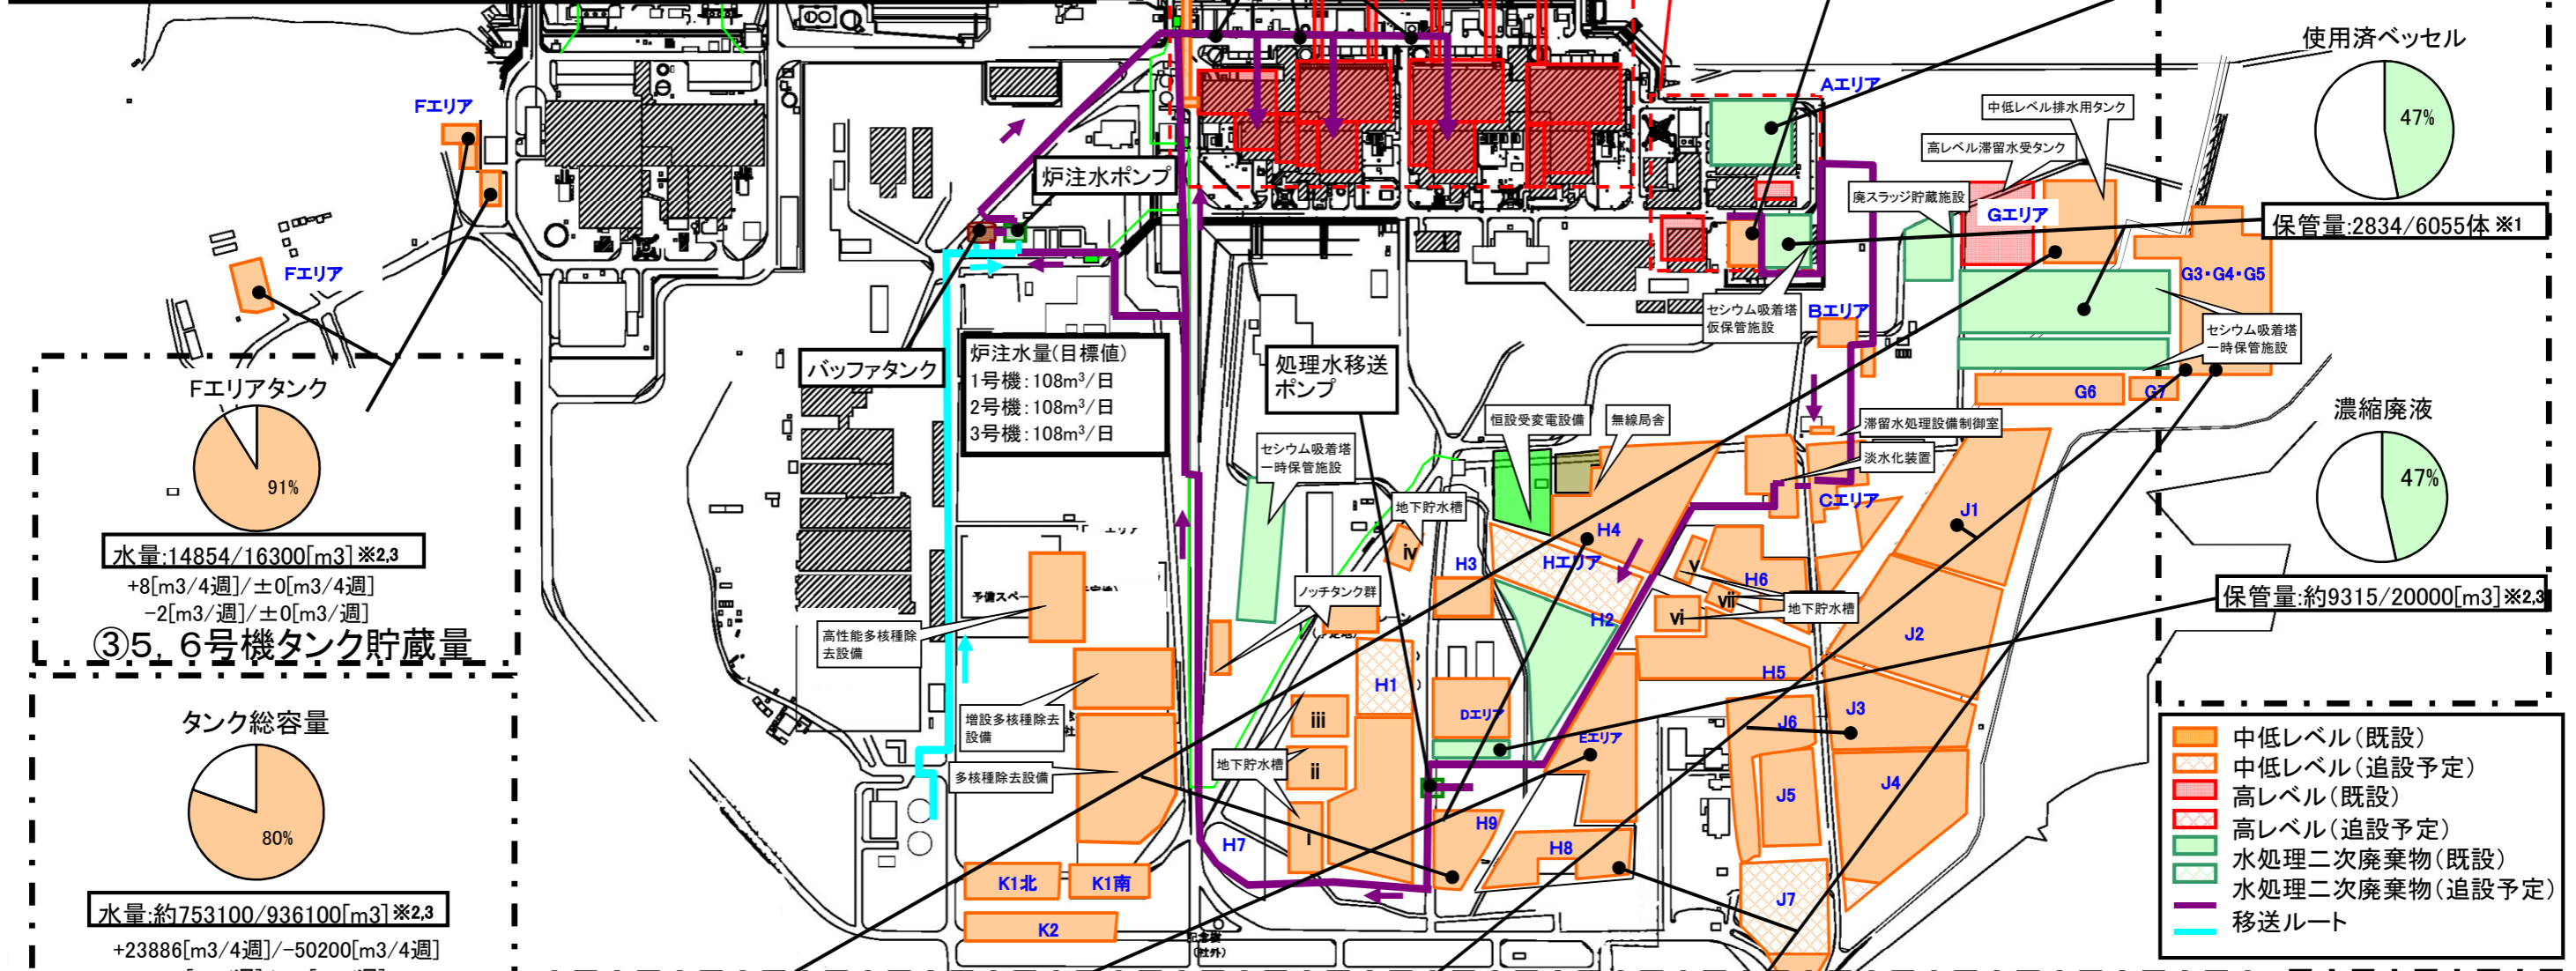 使用済ベッセル
47%
保管量:2834/6055体 ※1
Aエリア
中低レベル排水用タンク
高レベル滞留水受タンク
廃スラッジ貯蔵施設
Gエリア
G3・G4・G5
Fエリア
炉注水ポンプ
Fエリア
セシウム吸着塔
仮保管施設
Bエリア
セシウム吸着塔
一時保管施設
G6
G7
バッファタンク
炉注水量(目標値)
1号機:108m³/日
2号機:108m³/日
3号機:108m³/日
処理水移送
ポンプ
Fエリアタンク
91%
水量:14854/16300[m3]※2,3
+8[m3/4週]/±0[m3/4週]
−2[m3/週]/±0[m3/週]
③5，6号機タンク貯蔵量
濃縮廃液
47%
保管量:約9315/20000[m3]※2,3
恒設受変電設備
無線局舎
滞留水処理設備制御室
淡水化装置
Cエリア
セシウム吸着塔
一時保管施設
地下貯水槽
iv
H3
H4
Hエリア
H2
v
H6
vii
vi
地下貯水槽
J1
J2
H5
ノッチタンク群
予備スペー
高性能多核種除
去設備
増設多核種除去
設備
多核種除去設備
地下貯水槽
iii
ii
i
H1
Dエリア
Eエリア
J6
J3
J5
J4
H7
H9
H8
J7
K1北
K1南
K2
記念碑
(社外)
タンク総容量
80%
水量:約753100/936100[m3]※2,3
+23886[m3/4週]/−50200[m3/4週]
中低レベル(既設)
中低レベル(追設予定)
高レベル(既設)
高レベル(追設予定)
水処理二次廃棄物(既設)
水処理二次廃棄物(追設予定)
移送ルート